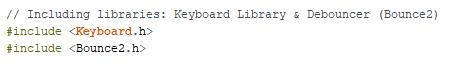 // Including libraries: Keyboard Library & Debouncer (Bounce2)
#include <Keyboard.h>
#include <Bounce2.h>